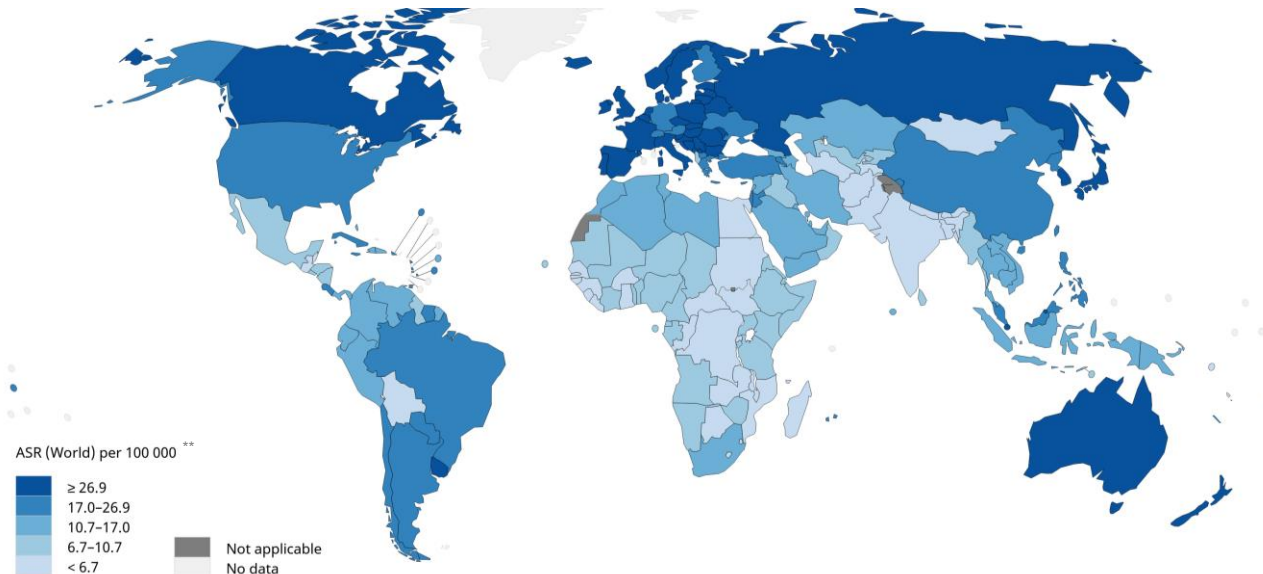 ASR (World) per 100 000 **
≥ 26.9
17.0–26.9
10.7–17.0
6.7–10.7
< 6.7
Not applicable
No data